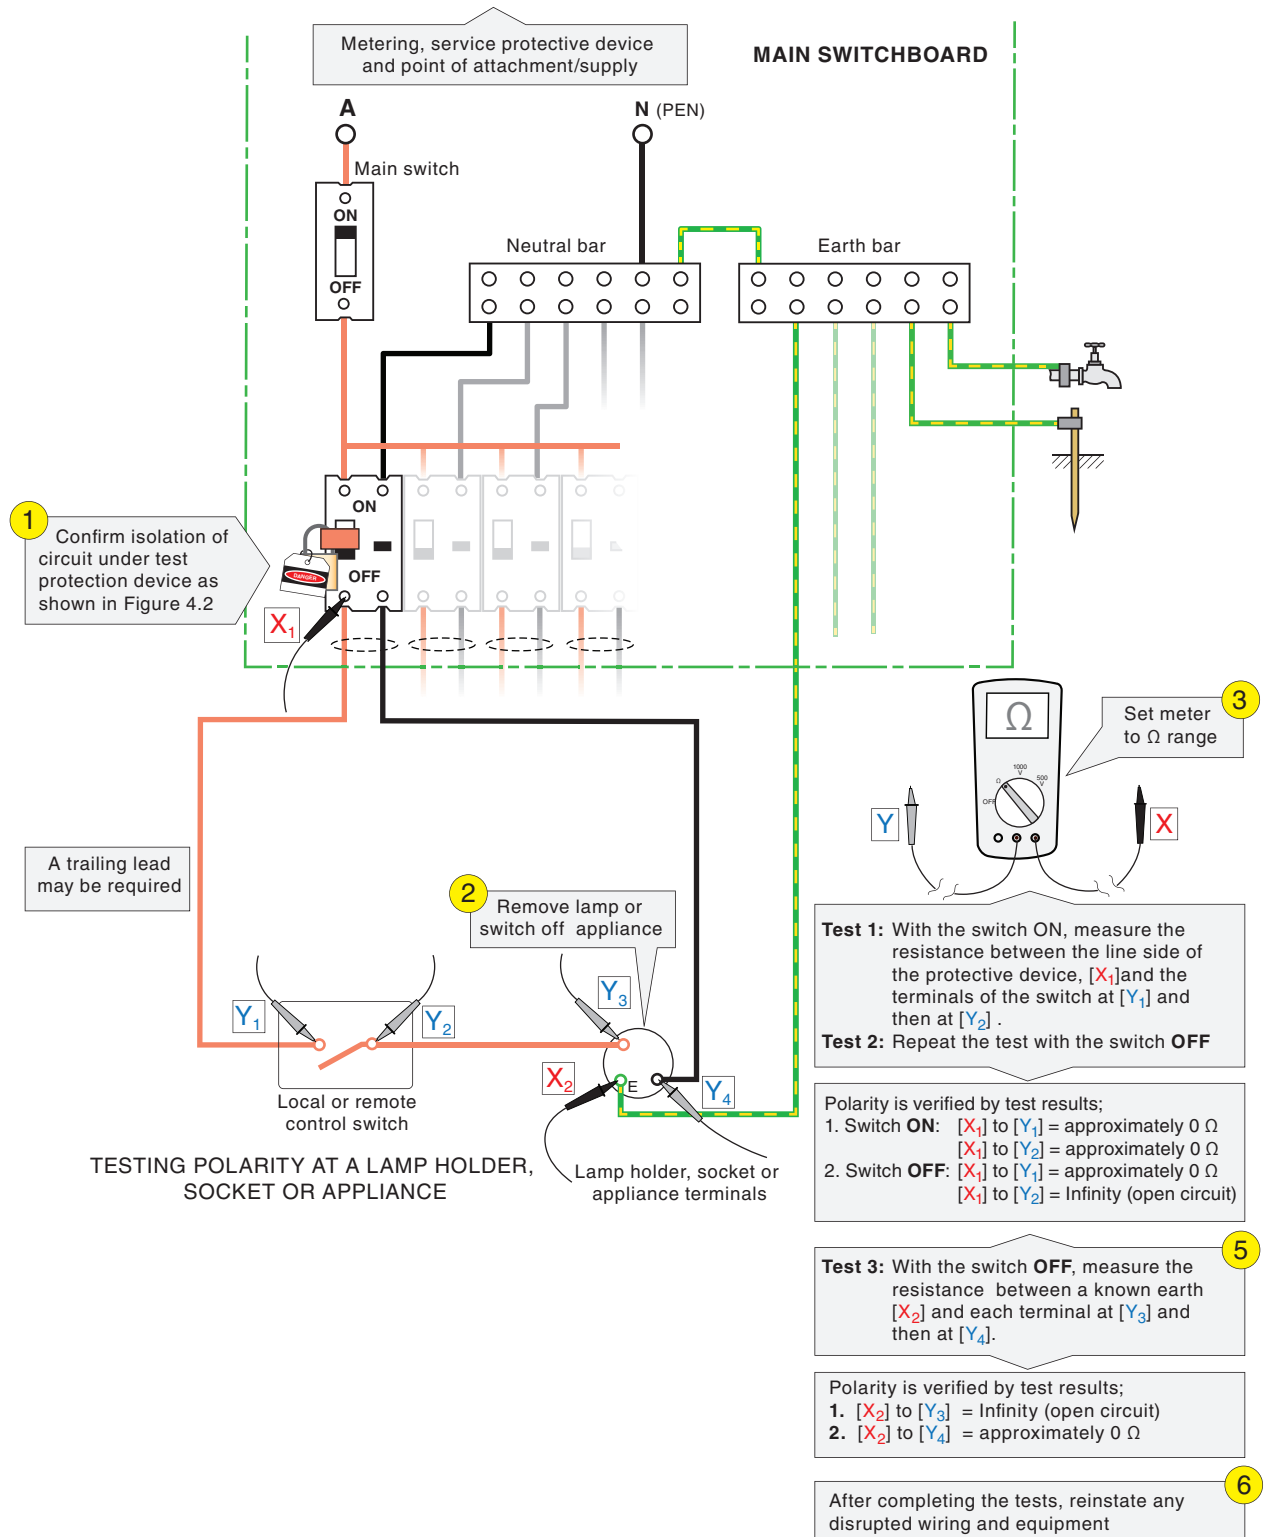 Metering, service protective device
and point of attachment/supply
MAIN SWITCHBOARD
A
N (PEN)
Main switch
ON
OFF
Neutral bar
Earth bar
1
Confirm isolation of
circuit under test
protection device as
shown in Figure 4.2
ON
OFF
DANGER
X1
3
Set meter
to Ω range
Ω
1000
V
500
V
Ω
OFF
Y
X
A trailing lead
may be required
2
Remove lamp or
switch off appliance
Y1
Y2
Y3
X2
E
Y4
Local or remote
control switch
Lamp holder, socket or
appliance terminals
TESTING POLARITY AT A LAMP HOLDER,
SOCKET OR APPLIANCE
Test 1: With the switch ON, measure the
resistance between the line side of
the protective device, [X1]and the
terminals of the switch at [Y1] and
then at [Y2] .
Test 2: Repeat the test with the switch OFF
Polarity is verified by test results;
1. Switch ON: [X1] to [Y1] = approximately 0 Ω
[X1] to [Y2] = approximately 0 Ω
2. Switch OFF: [X1] to [Y1] = approximately 0 Ω
[X1] to [Y2] = Infinity (open circuit)
5
Test 3: With the switch OFF, measure the
resistance between a known earth
[X2] and each terminal at [Y3] and
then at [Y4].
Polarity is verified by test results;
1. [X2] to [Y3] = Infinity (open circuit)
2. [X2] to [Y4] = approximately 0 Ω
6
After completing the tests, reinstate any
disrupted wiring and equipment